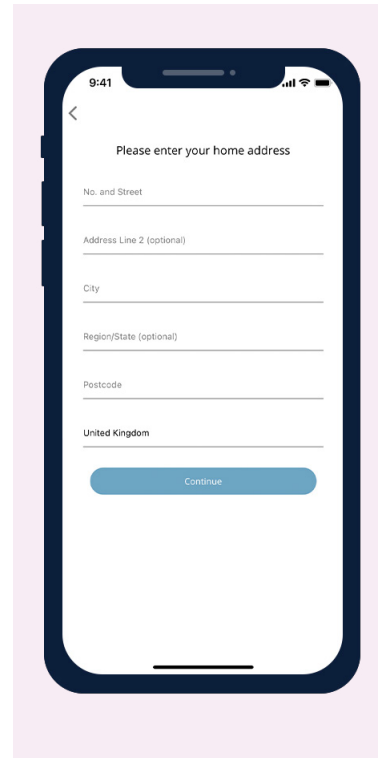 9:41
Please enter your home address
No. and Street
Address Line 2 (optional)
City
Region/State (optional)
Postcode
United Kingdom
Continue